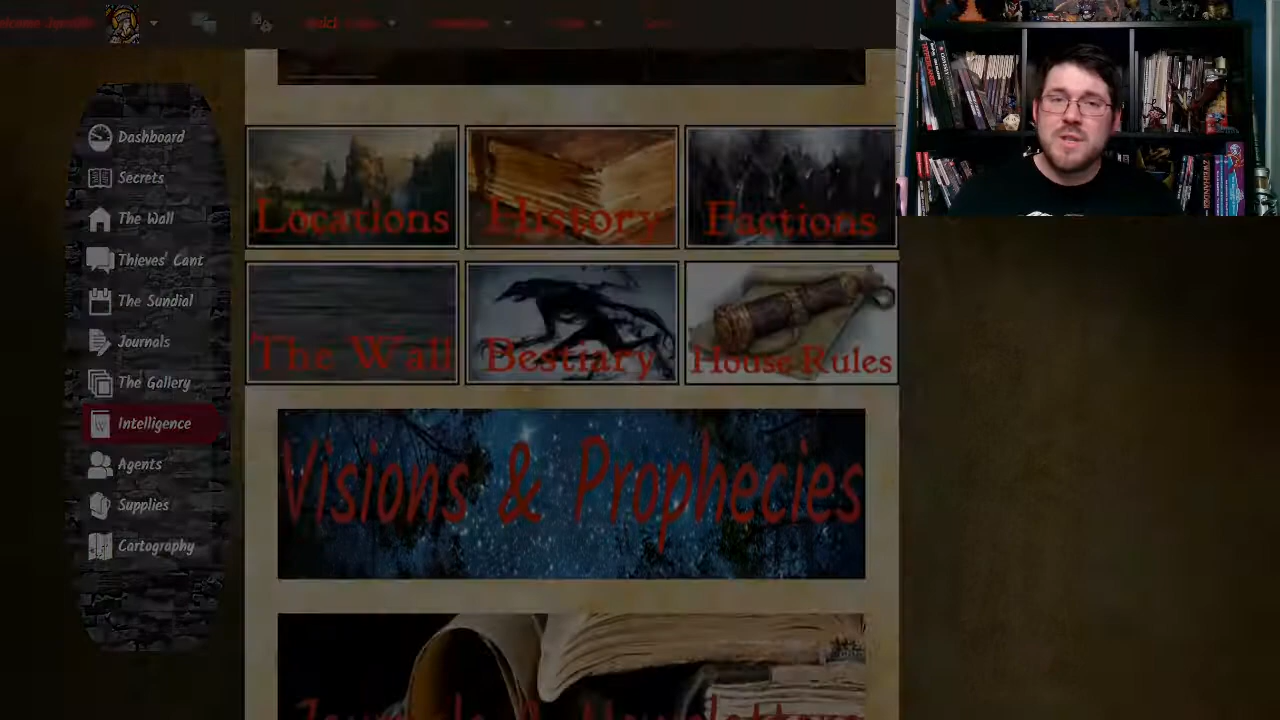 Dashboard
Secrets
The Wall
Thieves' Cant
The Sundial
Journals
The Gallery
Intelligence
Agents
Supplies
Cartography
Locations
History
Factions
The Wall
Bestiary
House Rules
Visions & Prophecies